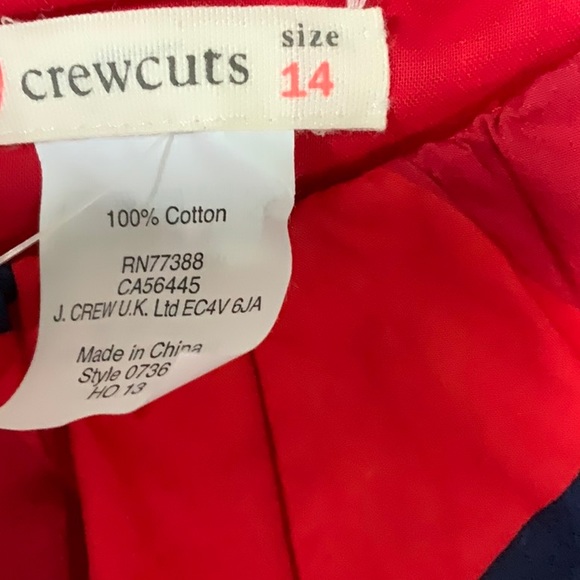 crewcuts
size
14
100% Cotton
RN77388
CA56445
J. CREW U.K. Ltd EC4V 6JA
Made in China
Style 0736
HO 13